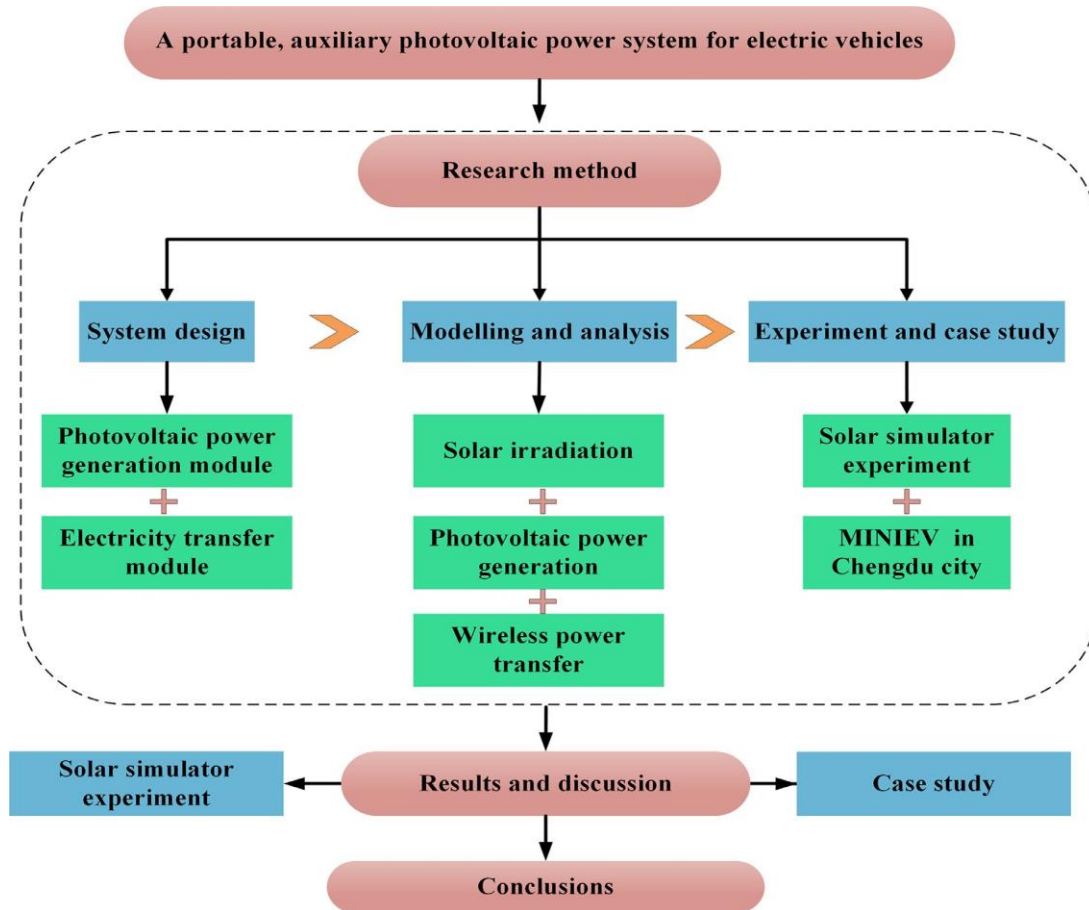 A portable, auxiliary photovoltaic power system for electric vehicles
Research method
System design
Modelling and analysis
Experiment and case study
Photovoltaic power
generation module
+
Electricity transfer
module
Solar irradiation
+
Photovoltaic power
generation
+
Wireless power
transfer
Solar simulator
experiment
+
MINIEV in
Chengdu city
Solar simulator
experiment
Results and discussion
Case study
Conclusions